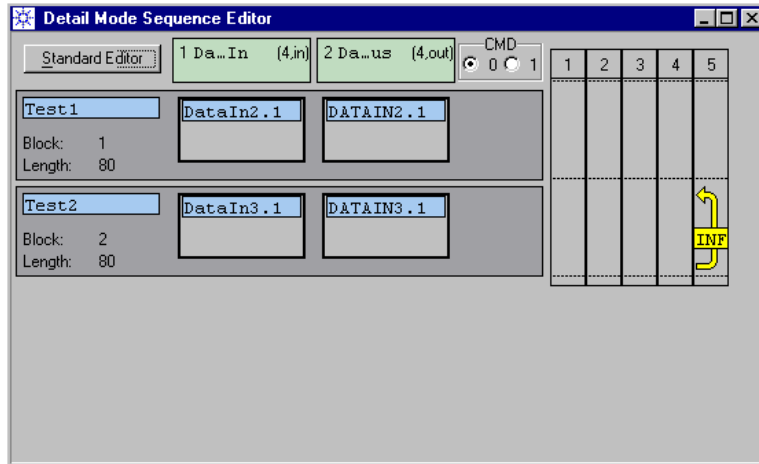 Detail Mode Sequence Editor
Standard Editor
1 Da…In (4,in)
2 Da…us (4,out)
CMD
0 1
1 2 3 4 5
Test1
DataIn2.1
DATAIN2.1
Block: 1
Length: 80
Test2
DataIn3.1
DATAIN3.1
Block: 2
Length: 80
INF